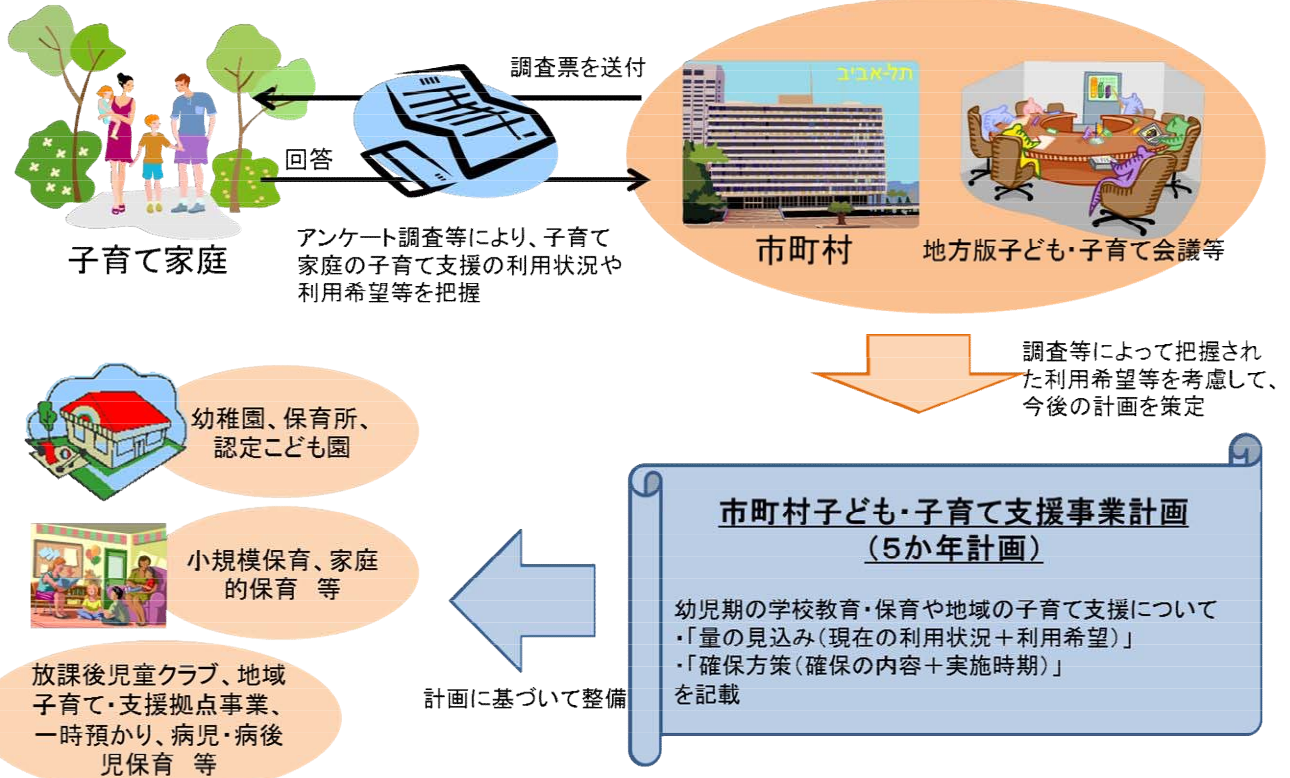 調査票を送付
תל-אביב
回答
子育て家庭
アンケート調査等により、子育て
家庭の子育て支援の利用状況や
利用希望等を把握
市町村
地方版子ども・子育て会議等
調査等によって把握され
た利用希望等を考慮して、
今後の計画を策定
市町村子ども・子育て支援事業計画
（５か年計画）
幼児期の学校教育・保育や地域の子育て支援について
・「量の見込み（現在の利用状況＋利用希望）」
・「確保方策（確保の内容＋実施時期）」
を記載
計画に基づいて整備
幼稚園、保育所、
認定こども園
小規模保育、家庭
的保育　等
放課後児童クラブ、地域
子育て・支援拠点事業、
一時預かり、病児・病後
児保育　等